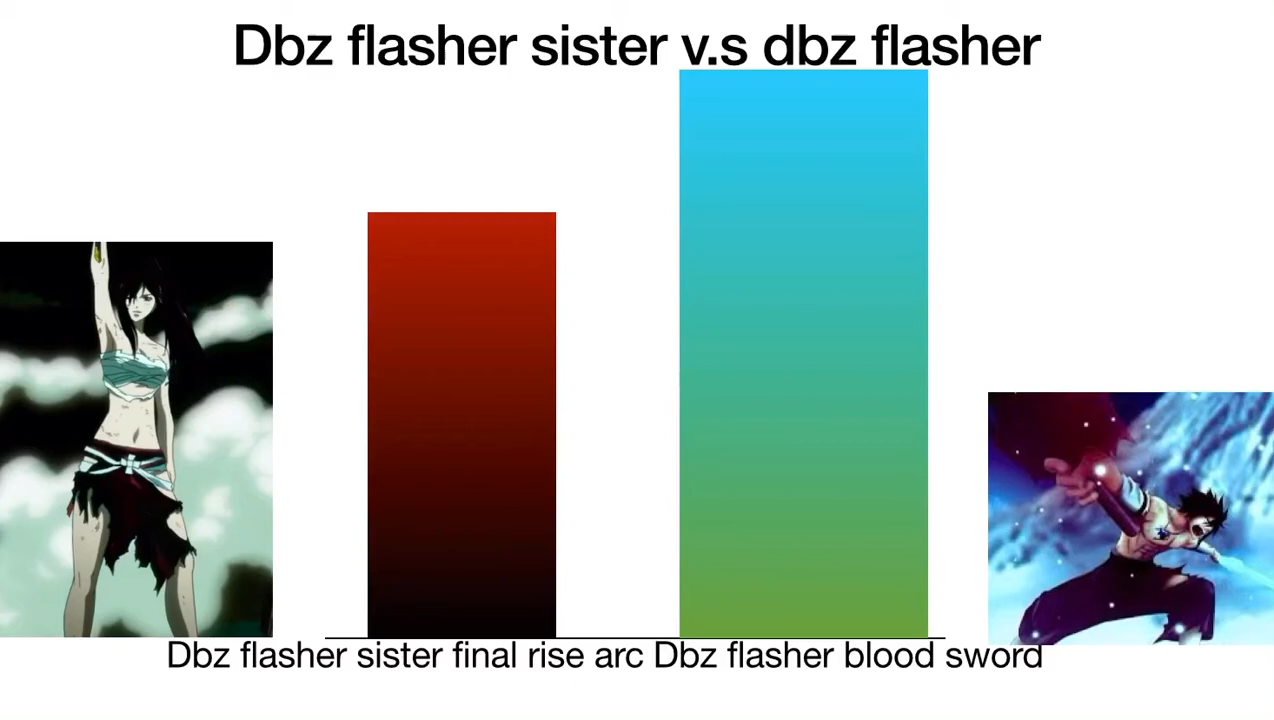 Dbz flasher sister v.s dbz flasher
Dbz flasher sister final rise arc Dbz flasher blood sword